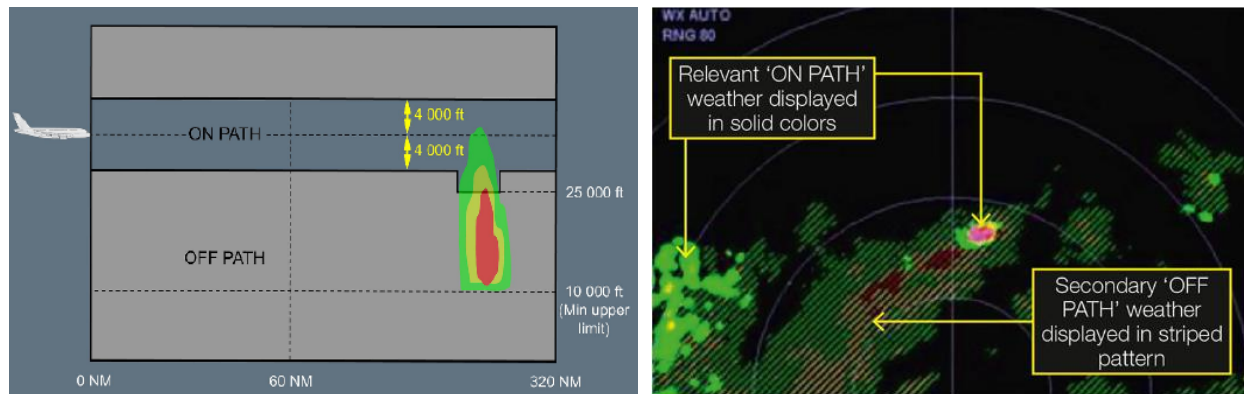 4 000 ft
ON PATH
4 000 ft
25 000 ft
OFF PATH
10 000 ft
(Min upper
limit)
0 NM
60 NM
320 NM
WX AUTO
RNG 80
Relevant ‘ON PATH’
weather displayed
in solid colors
Secondary ‘OFF
PATH’ weather
displayed in striped
pattern